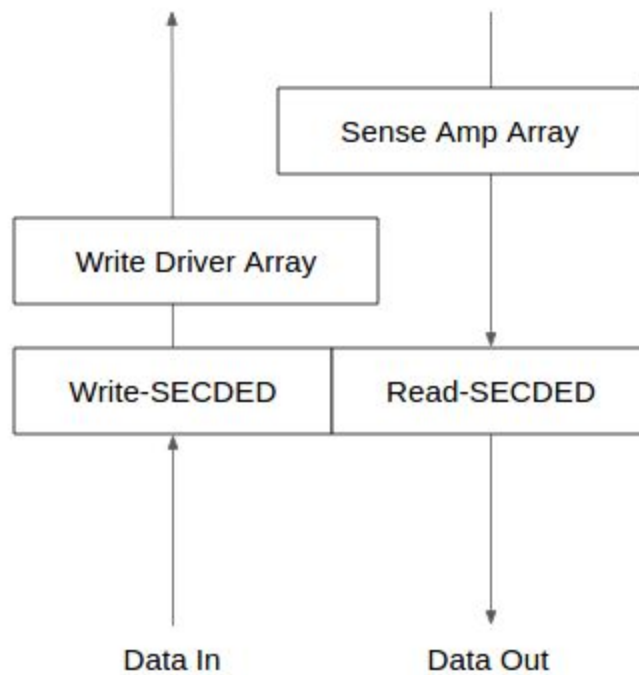 Sense Amp Array
Write Driver Array
Write-SECDED
Read-SECDED
Data In
Data Out